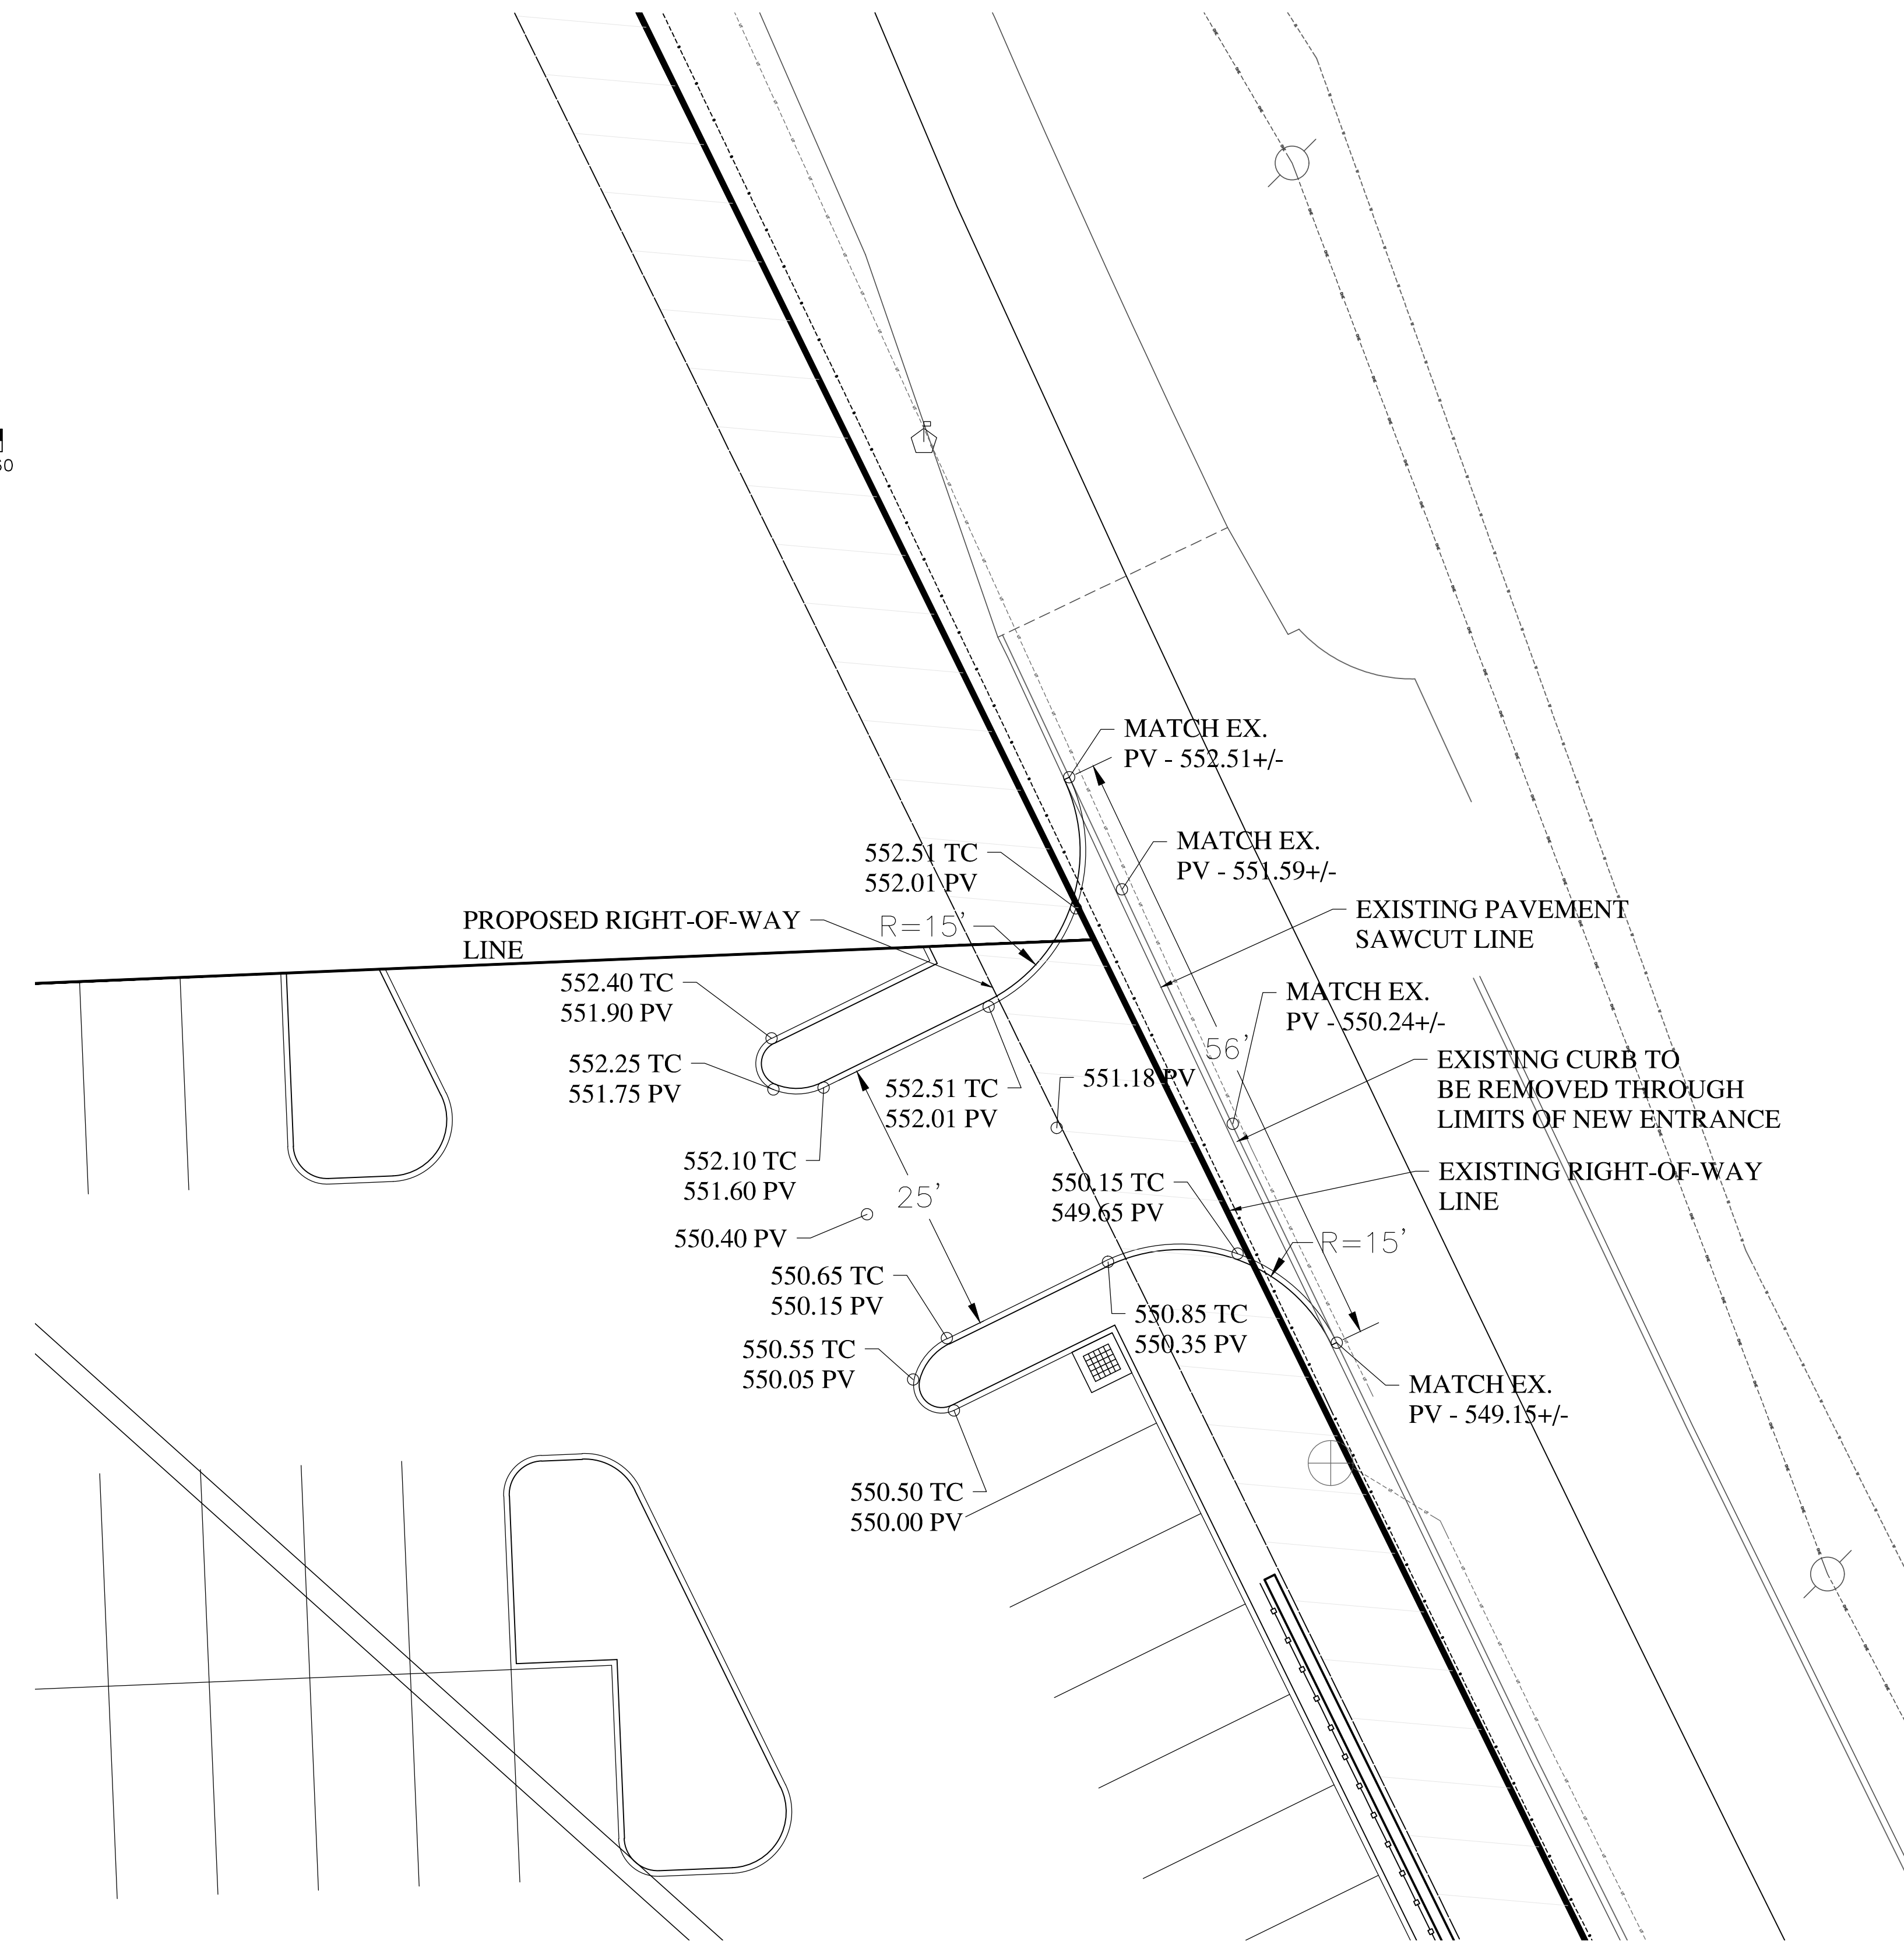 MATCH EX.
PV - 552.51+/-
MATCH EX.
PV - 551.59+/-
552.51 TC
552.01 PV
R=15'
PROPOSED RIGHT-OF-WAY
LINE
EXISTING PAVEMENT
SAWCUT LINE
552.40 TC
551.90 PV
MATCH EX.
PV - 550.24+/-
56'
552.25 TC
551.75 PV
552.51 TC
552.01 PV
551.18 PV
EXISTING CURB TO
BE REMOVED THROUGH
LIMITS OF NEW ENTRANCE
552.10 TC
551.60 PV
25'
550.15 TC
549.65 PV
EXISTING RIGHT-OF-WAY
LINE
550.40 PV
R=15'
550.65 TC
550.15 PV
550.85 TC
550.35 PV
550.55 TC
550.05 PV
MATCH EX.
PV - 549.15+/-
550.50 TC
550.00 PV